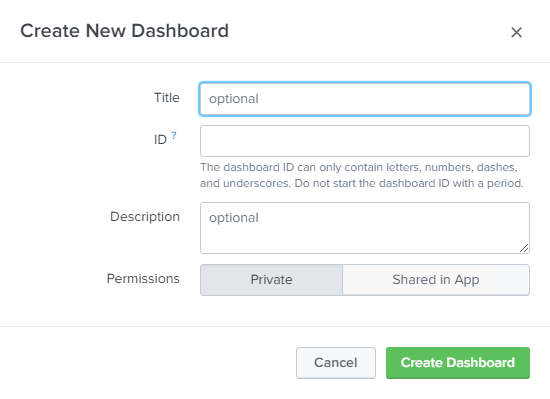 Create New Dashboard ×
Title optional
ID ?
The dashboard ID can only contain letters, numbers, dashes,
and underscores. Do not start the dashboard ID with a period.
Description optional
Permissions Private Shared in App
Cancel Create Dashboard